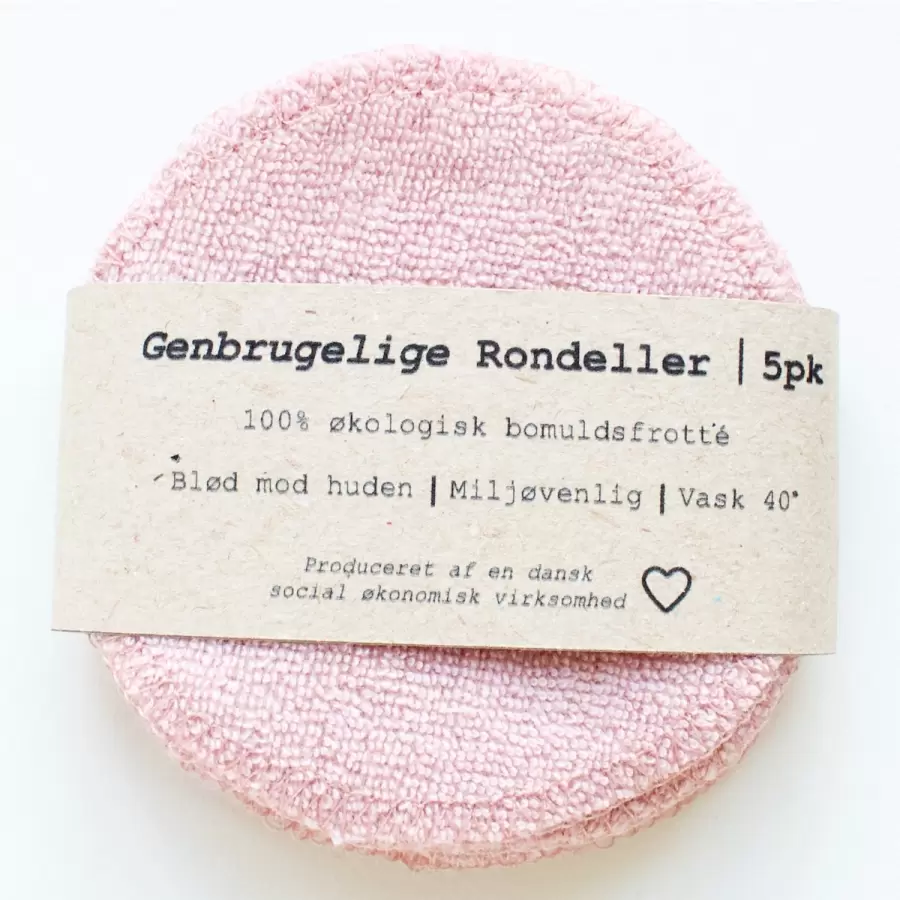 Genbrugelige Rondeller | 5pk
100% økologisk bomuldsfrotté
Blød mod huden | Miljøvenlig | Vask 40°
Produceret af en dansk
social økonomisk virksomhed